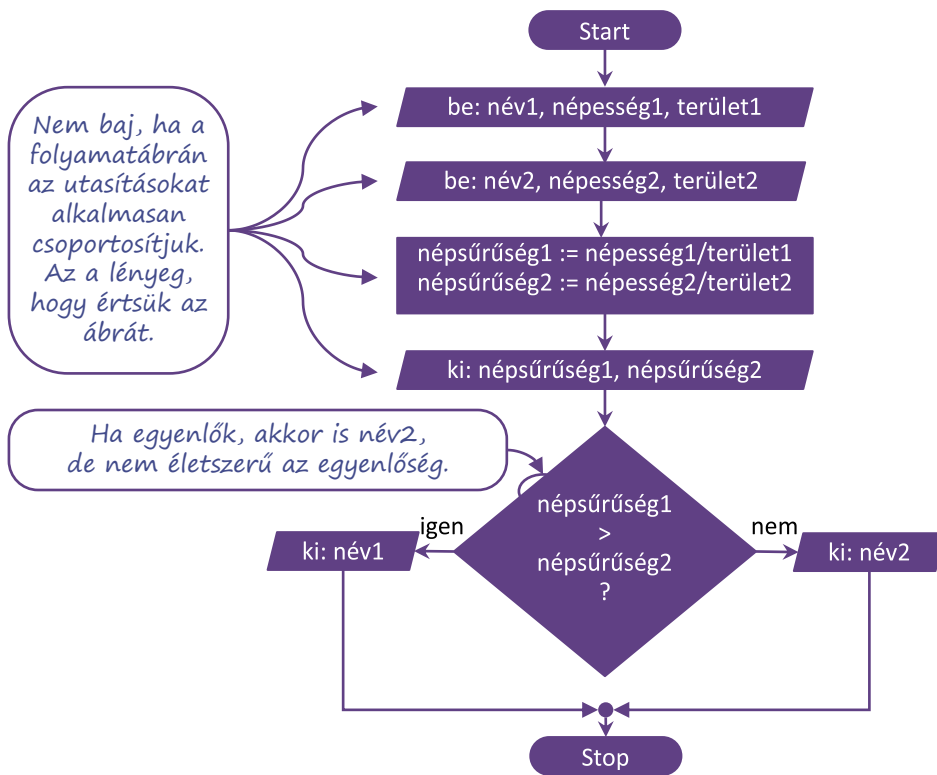 Start
be: név1, népesség1, terület1
Nem baj, ha a
folyamatábrán
az utasításokat
alkalmasan
csoportosítjuk.
Az a lényeg,
hogy értsük az
ábrát.
be: név2, népesség2, terület2
népsűrűség1 := népesség1/terület1
népsűrűség2 := népesség2/terület2
ki: népsűrűség1, népsűrűség2
Ha egyenlők, akkor is név2,
de nem életszerű az egyenlőség.
népsűrűség1
>
népsűrűség2
?
igen
nem
ki: név1
ki: név2
Stop